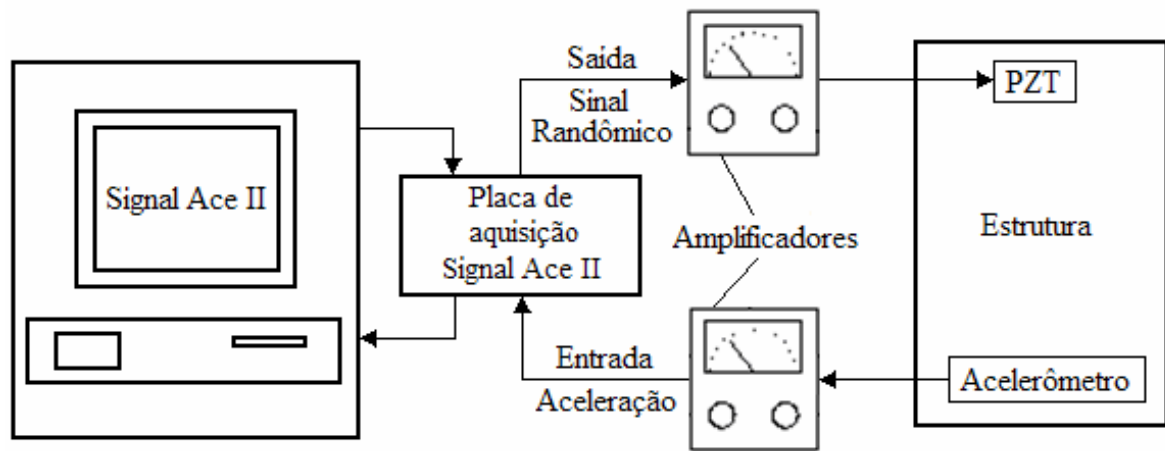 Signal Ace II
Placa de
aquisição
Signal Ace II
Saída
Sinal
Randômico
Amplificadores
Entrada
Aceleração
PZT
Estrutura
Acelerômetro